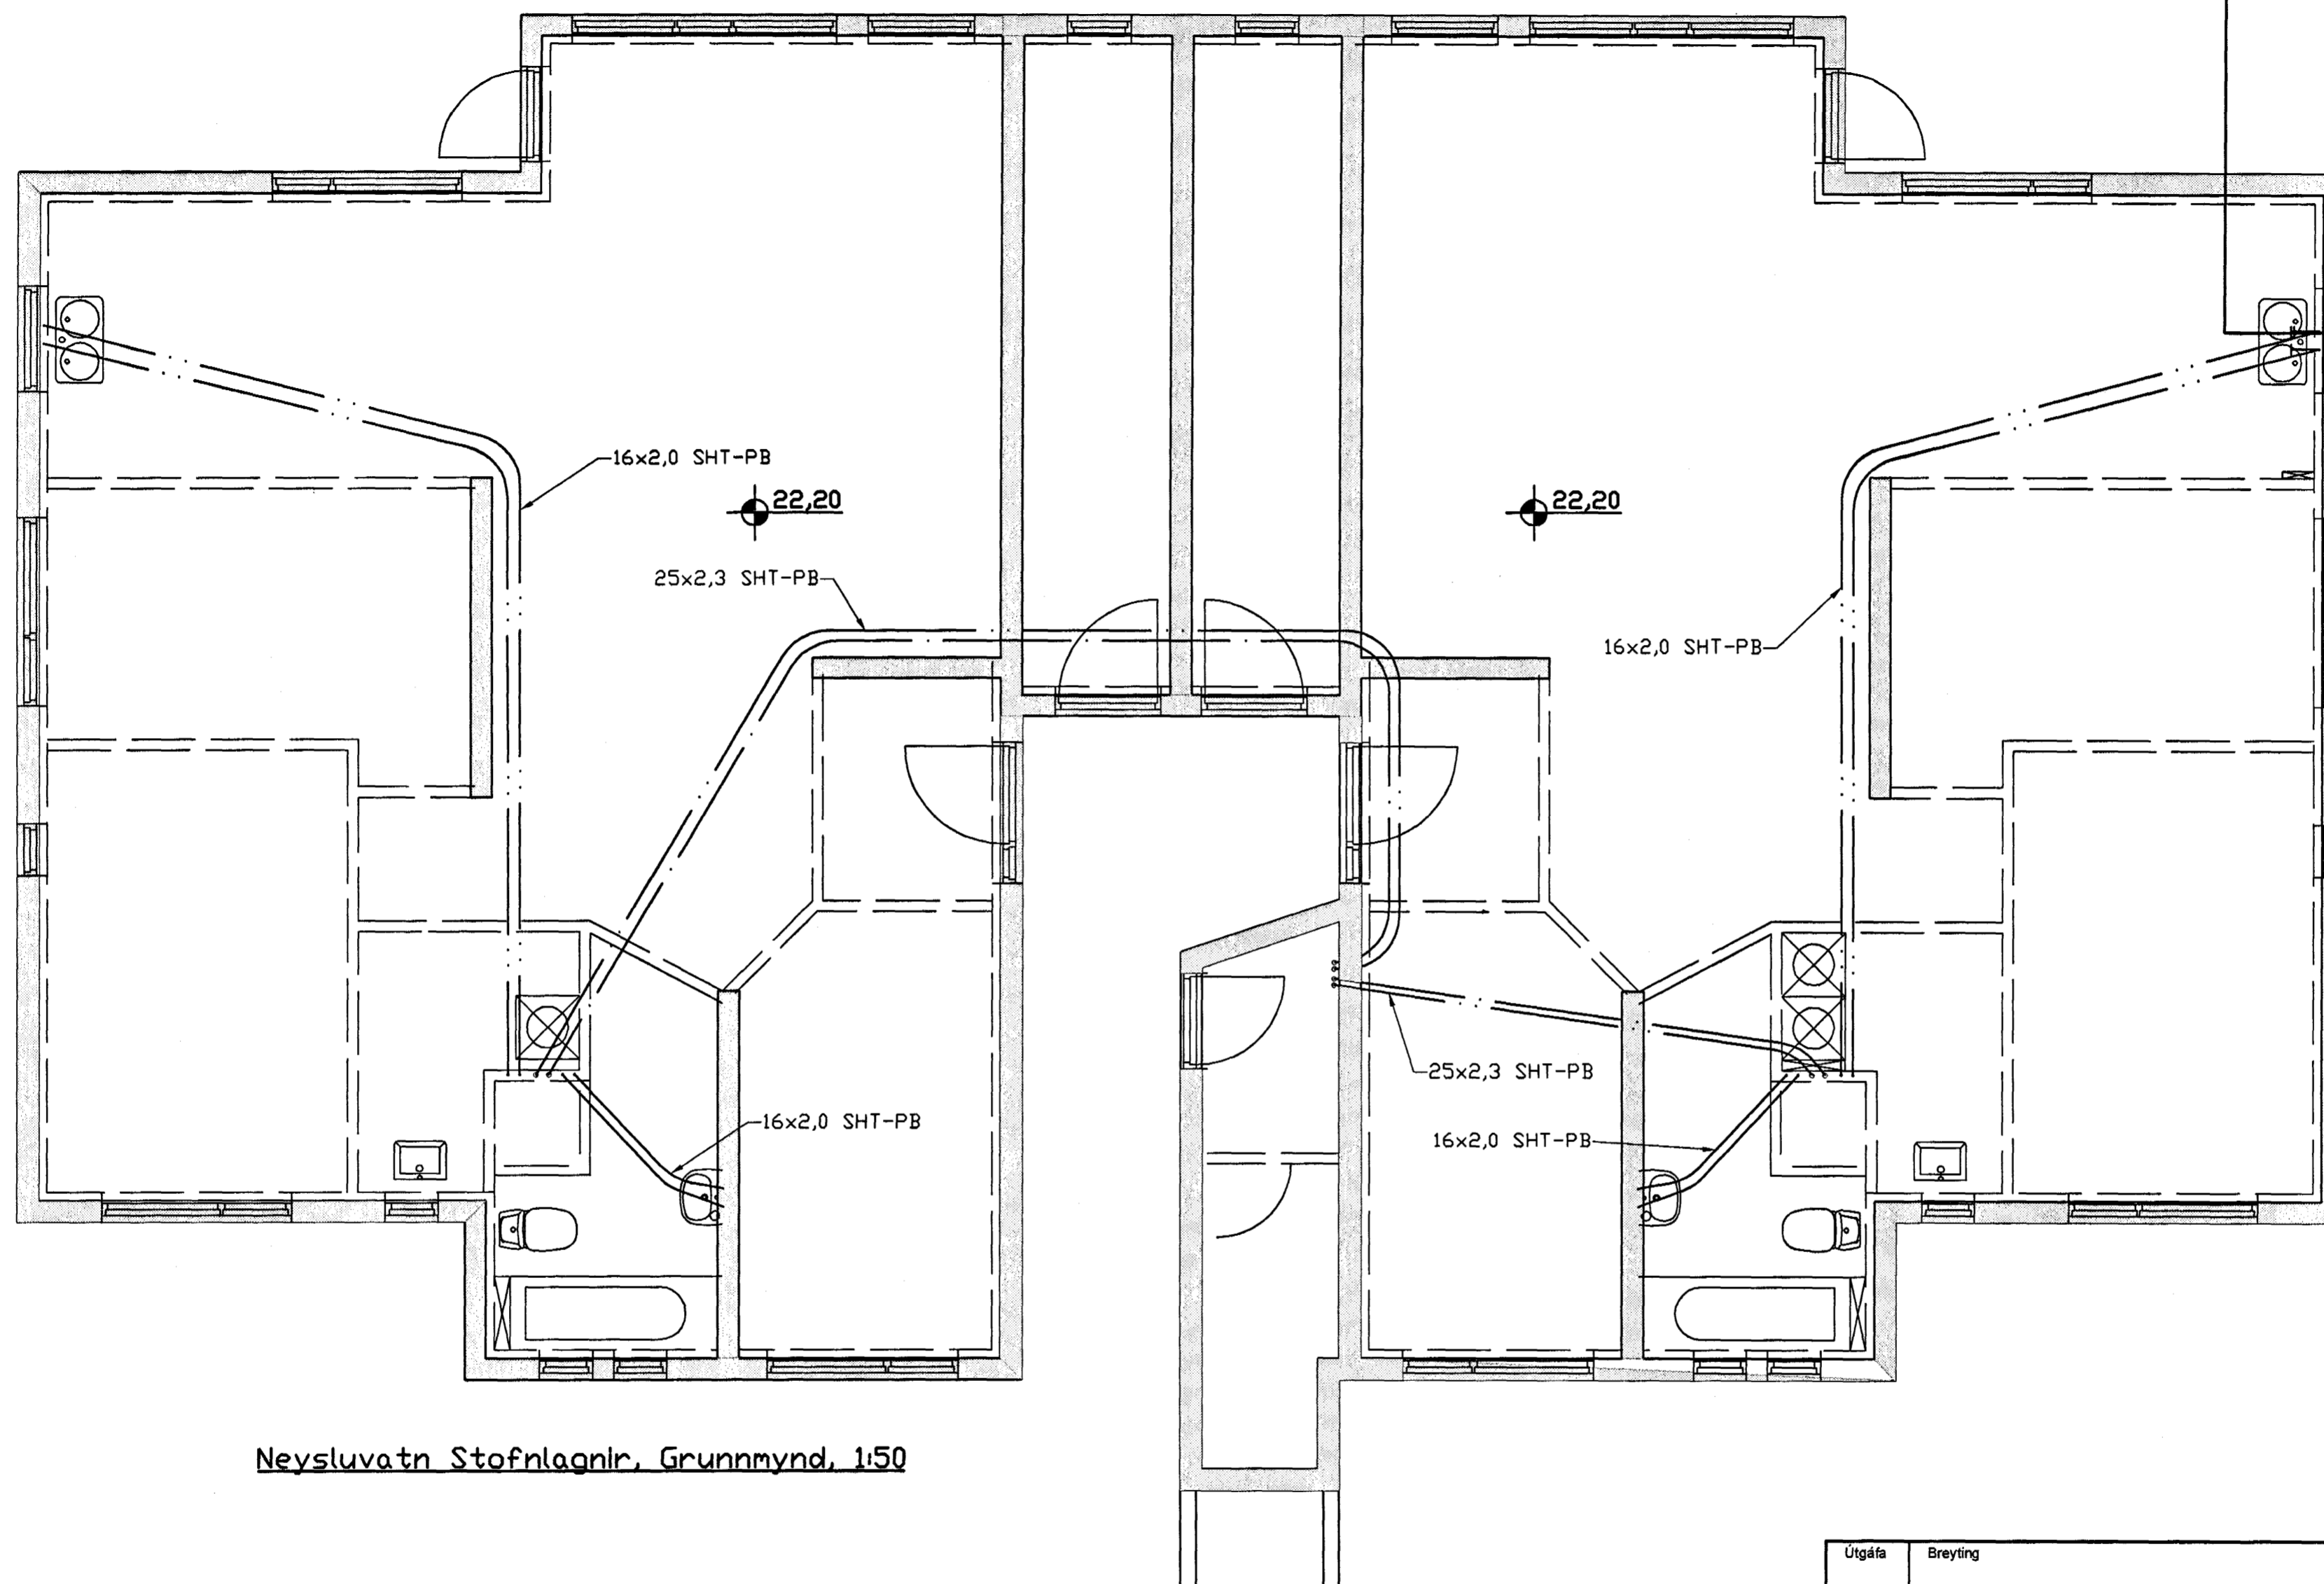 16x2,0 SHT-PB
22,20
22,20
25x2,3 SHT-PB
16x2,0 SHT-PB
25x2,3 SHT-PB
16x2,0 SHT-PB
16x2,0 SHT-PB
Neysluvatn Stofnlagnir, Grunnmynd, 1:50
Útgáfa Breyting